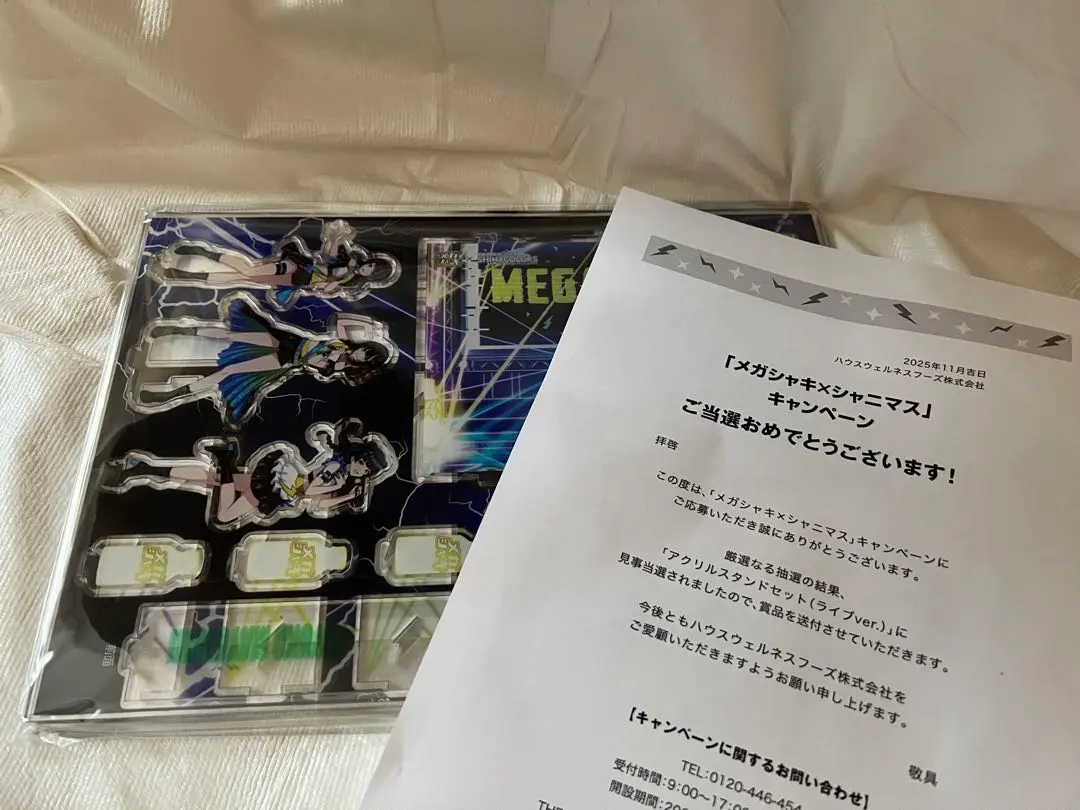 SHINYCOLORS
MEG
2025年11月吉日
ハウスウェルネスフーズ株式会社
「メガシャキ×シャニマス」
キャンペーン
ご当選おめでとうございます!
拝啓
この度は、「メガシャキ×シャニマス」キャンペーンに
ご応募いただき誠にありがとうございます。
厳選なる抽選の結果、
「アクリルスタンドセット(ライブver.)」に
見事当選されましたので、賞品を送付させていただきます。
今後ともハウスウェルネスフーズ株式会社を
ご愛顧いただきますようお願い申し上げます。
敬具
【キャンペーンに関するお問い合わせ】
TEL:0120-446-454
受付時間:9:00〜17:0
開設期間:20